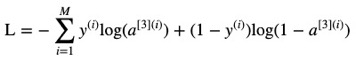 L = − ∑_{i=1}^{M} y^{(i)}log(a^{[3](i)}) + (1 − y^{(i)})log(1 − a^{[3](i)})